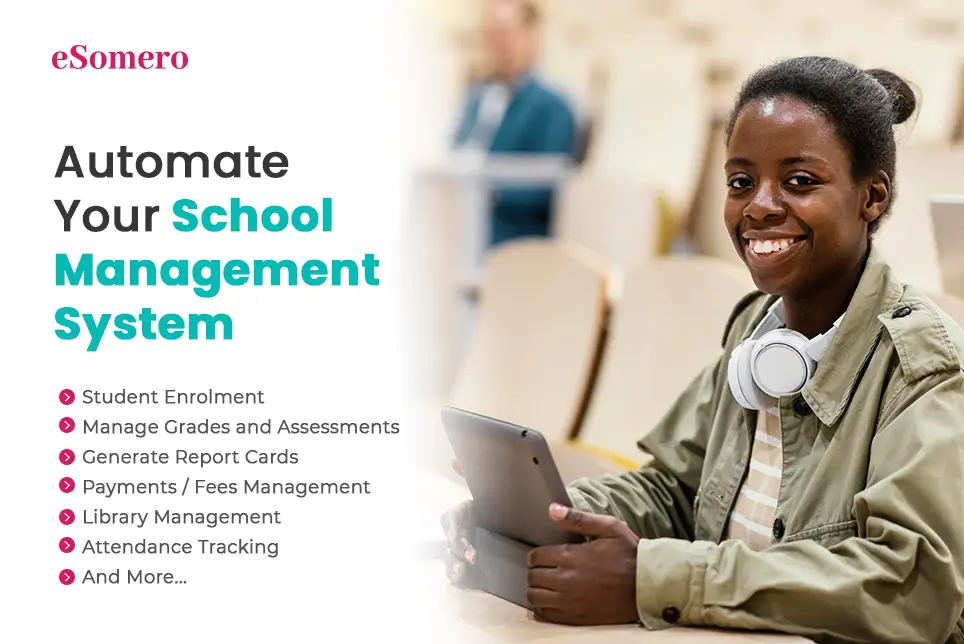 eSomero
Automate
Your School
Management
System
Student Enrolment
Manage Grades and Assessments
Generate Report Cards
Payments / Fees Management
Library Management
Attendance Tracking
And More...